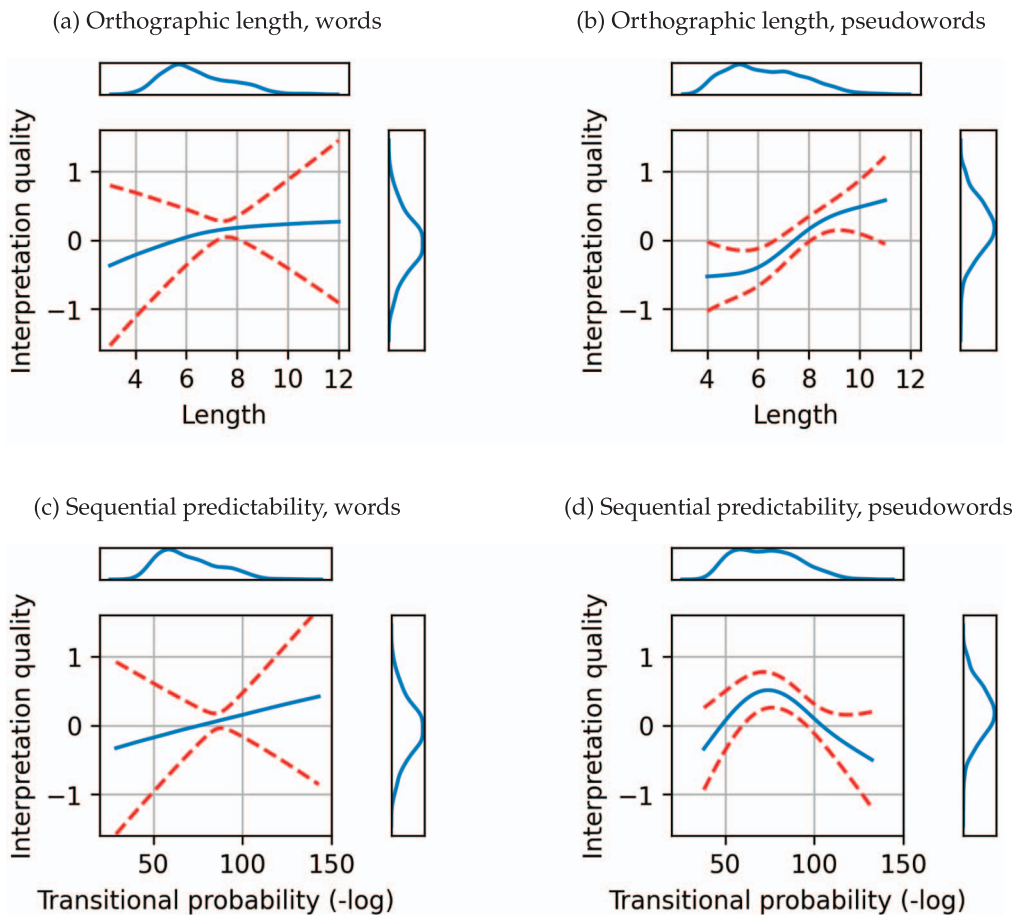 (a) Orthographic length, words
Interpretation quality
1
0
−1
4 6 8 10 12
Length
(b) Orthographic length, pseudowords
Interpretation quality
1
0
−1
4 6 8 10 12
Length
(c) Sequential predictability, words
Interpretation quality
1
0
−1
50 100 150
Transitional probability (-log)
(d) Sequential predictability, pseudowords
Interpretation quality
1
0
−1
50 100 150
Transitional probability (-log)